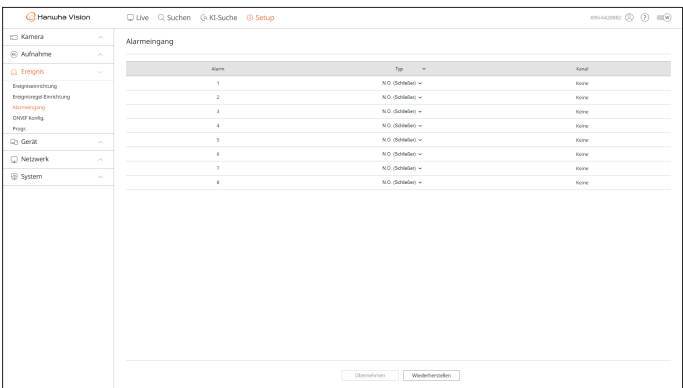 Hanwha Vision Live Suchen KI-Suche Setup XRN-6420RB2 ? W
Kamera
Aufnahme
Ereignis
Ereigniseinrichtung
Ereignisregel-Einrichtung
Alarmeingang
ONVIF Konfig.
Progr.
Gerät
Netzwerk
System
Alarmeingang
Alarm Typ Kanal
1 N.O. (Schließer) Keine
2 N.O. (Schließer) Keine
3 N.O. (Schließer) Keine
4 N.O. (Schließer) Keine
5 N.O. (Schließer) Keine
6 N.O. (Schließer) Keine
7 N.O. (Schließer) Keine
8 N.O. (Schließer) Keine
Übernehmen Wiederherstellen